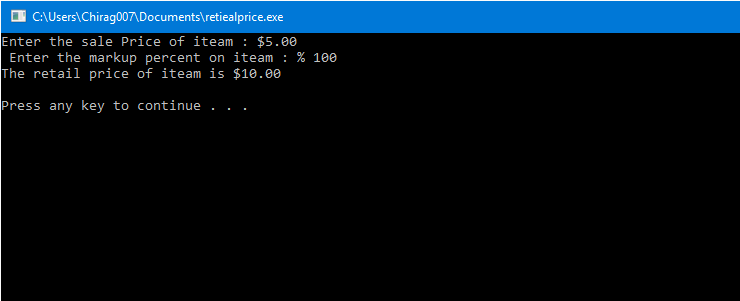 C:\Users\Chirag007\Documents\retiealprice.exe
Enter the sale Price of iteam : $5.00
 Enter the markup percent on iteam : % 100
The retail price of iteam is $10.00
Press any key to continue . . .